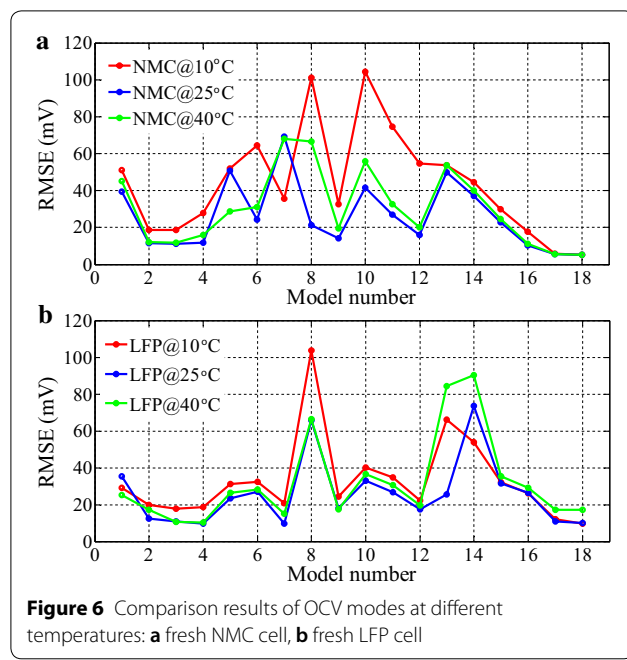 a
120
100
80
60
40
20
0
RMSE (mV)
NMC@10°C
NMC@25°C
NMC@40°C
0 2 4 6 8 10 12 14 16 18
Model number
b
120
100
80
60
40
20
0
RMSE (mV)
LFP@10°C
LFP@25°C
LFP@40°C
0 2 4 6 8 10 12 14 16 18
Model number
Figure 6 Comparison results of OCV modes at different
temperatures: a fresh NMC cell, b fresh LFP cell